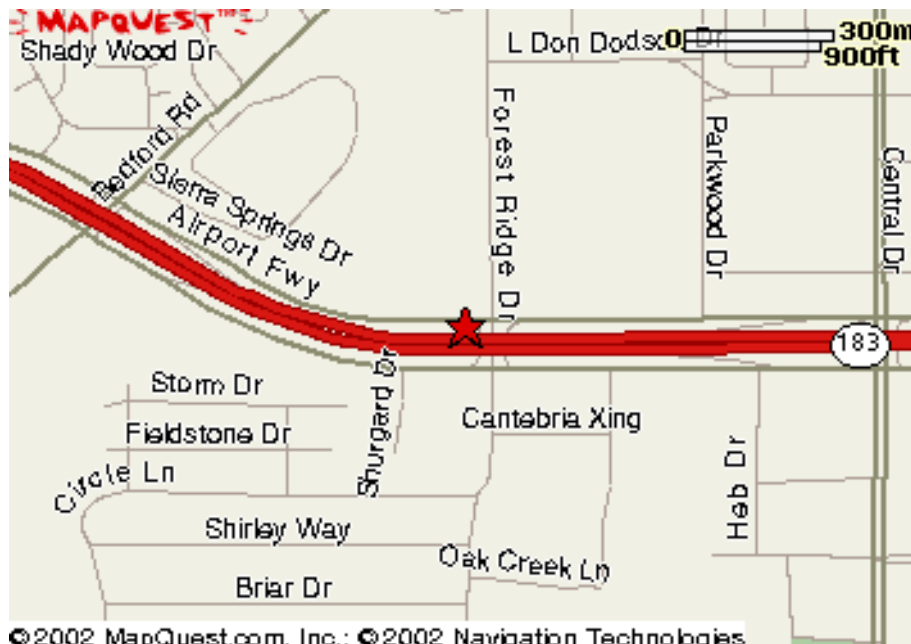 MAPQUEST™
Shady Wood Dr
L Don Dodson Dr
0
300m
900ft
Bedford Rd
Forest Ridge Dr
Parkwood Dr
Central Dr
Sierra Springs Dr
Airport Fwy
183
Storm Dr
Shurgard Dr
Cantebria Xing
Fieldstone Dr
Circle Ln
Heb Dr
Shirley Way
Oak Creek Ln
Briar Dr
©2002 MapQuest.com, Inc.; ©2002 Navigation Technologies